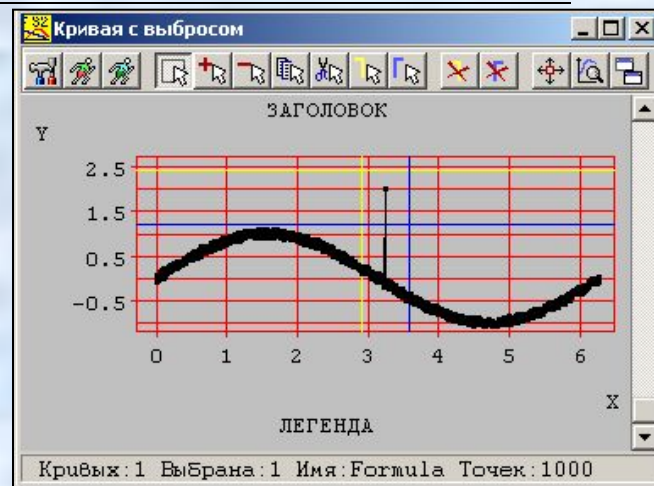 Кривая с выбросом
ЗАГОЛОВОК
Y
2.5
1.5
0.5
-0.5
0 1 2 3 4 5 6
X
ЛЕГЕНДА
Кривых:1 Выбрана:1 Имя:Formula Точек:1000